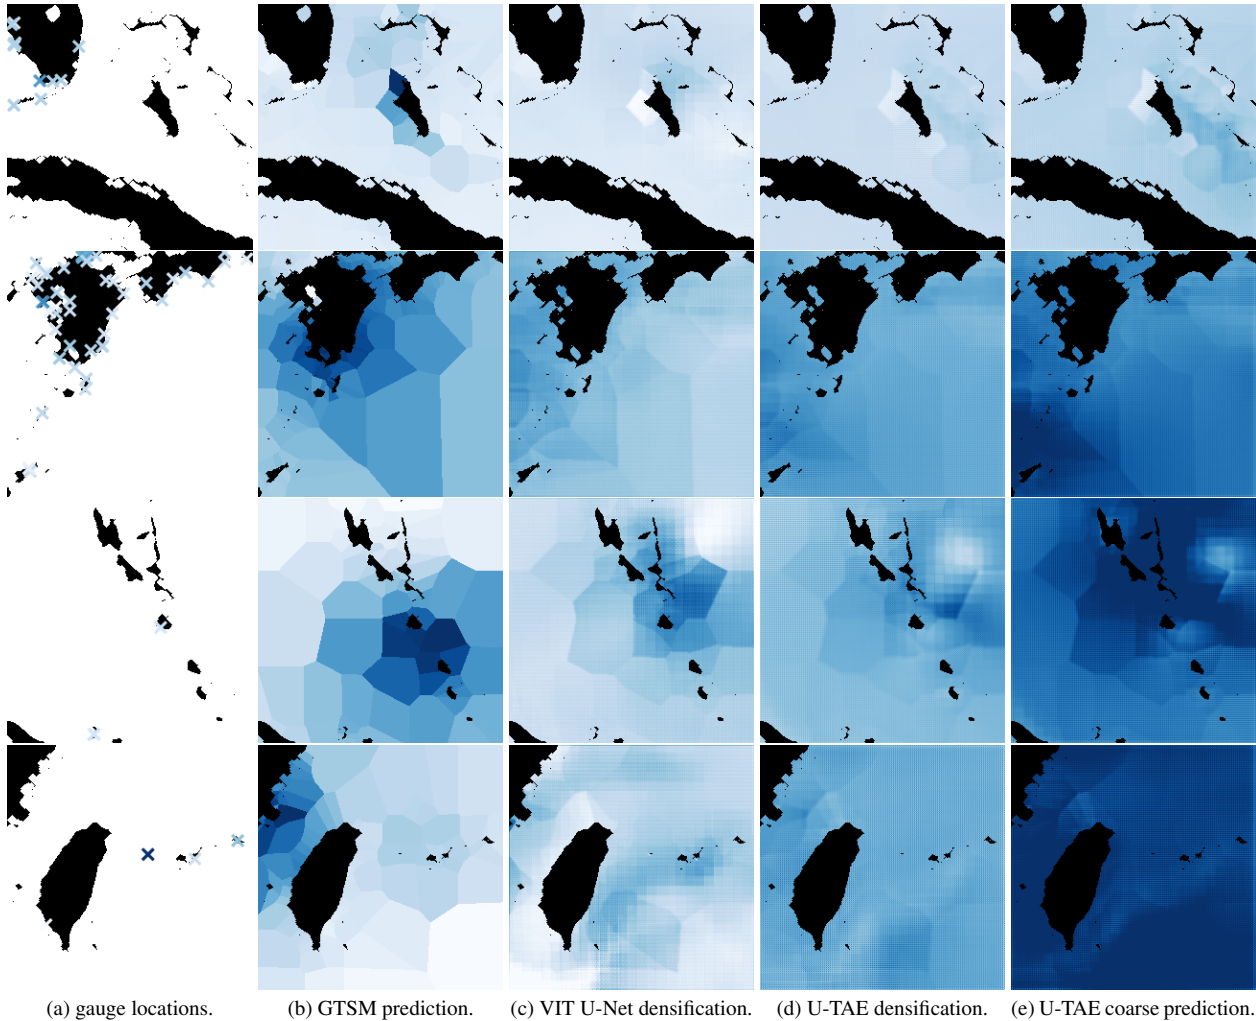 (a) gauge locations.
(b) GTSM prediction.
(c) VIT U-Net densification.
(d) U-TAE densification.
(e) U-TAE coarse prediction